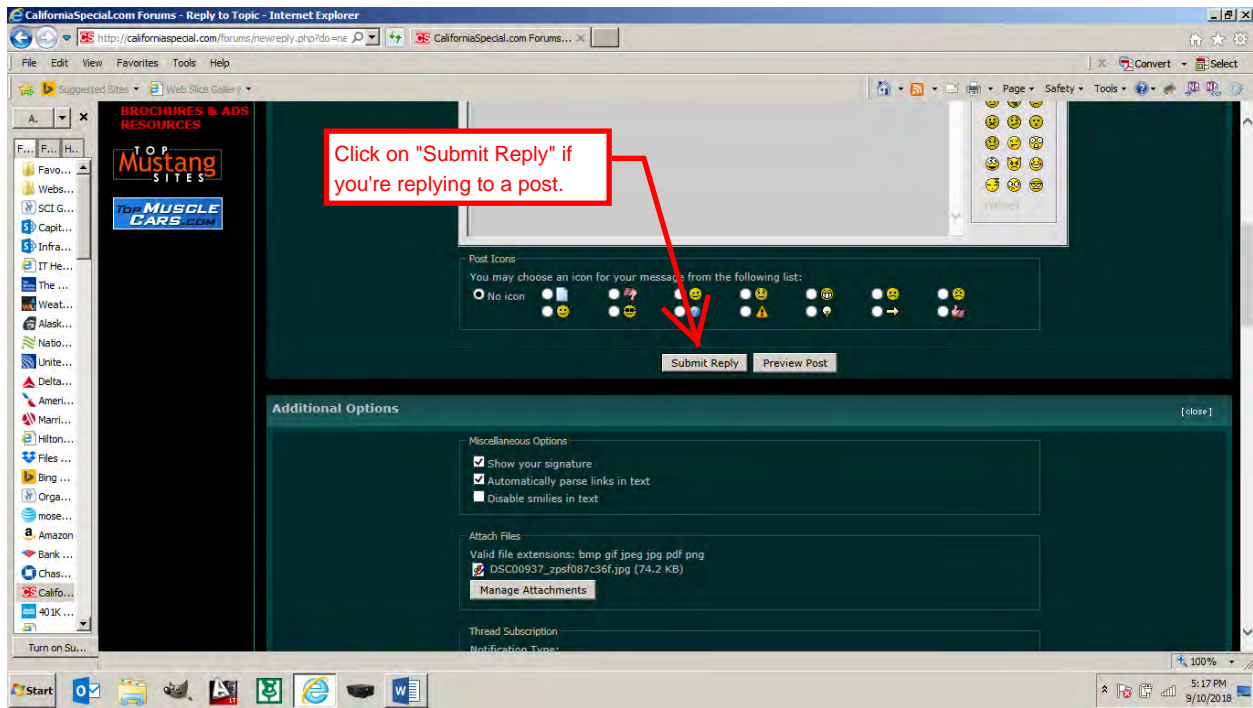 CaliforniaSpecial.com Forums - Reply to Topic - Internet Explorer
http://californiaspecial.com/forums/newreply.php?do=ne
CaliforniaSpecial.com Forums... ×
File Edit View Favorites Tools Help
× Convert Select
Suggested Sites Web Slice Gallery
Page Safety Tools
A. ×
F... F... H..
Favo...
Webs...
SCI G...
Capit...
Infra...
IT He...
The ...
Weat...
Alask...
Natio...
Unite...
Delta...
Ameri...
Marri...
Hilton...
Files ...
Bing ...
Orga...
mose...
Amazon
Bank ...
Chas...
Califo...
401K ...
Turn on Su...
BROCHURES & ADS
RESOURCES
TOP
Mustang
SITES
TOP MUSCLE
CARS.COM
Click on "Submit Reply" if
you're replying to a post.
Post Icons
You may choose an icon for your message from the following list:
No icon
Submit Reply Preview Post
Additional Options [close]
Miscellaneous Options
Show your signature
Automatically parse links in text
Disable smilies in text
Attach Files
Valid file extensions: bmp gif jpeg jpg pdf png
DSC00937_zpsf087c36f.jpg (74.2 KB)
Manage Attachments
Thread Subscription
Notification Type:
100%
Start
5:17 PM
9/10/2018